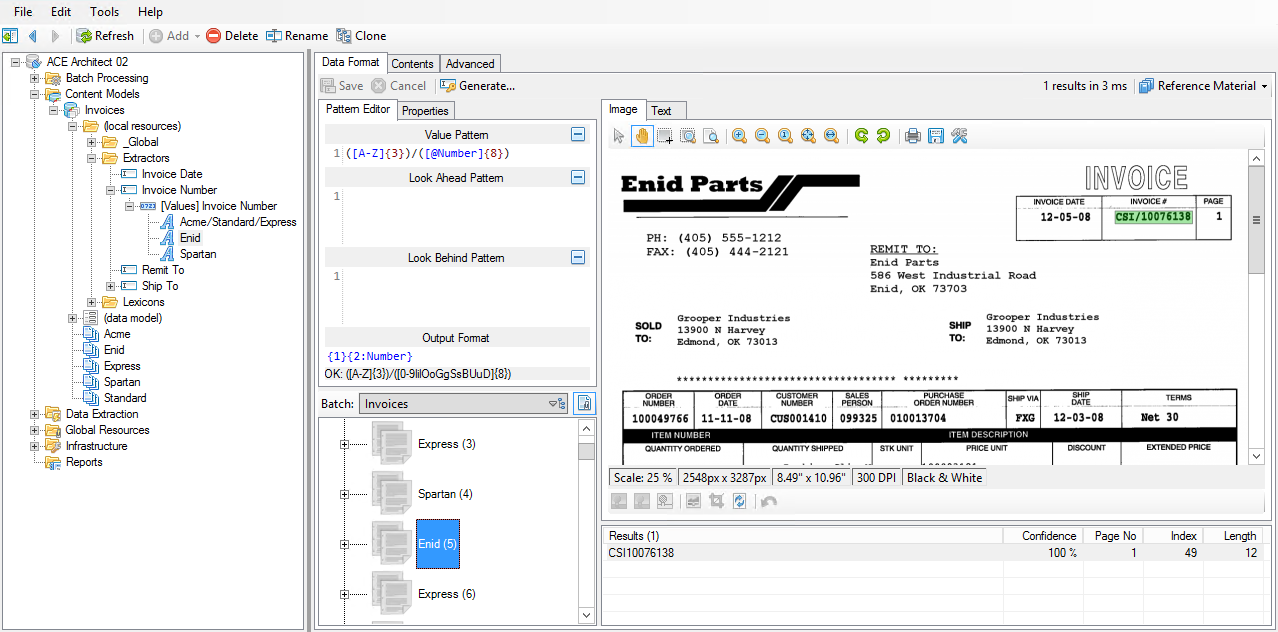 File Edit Tools Help
Refresh Add Delete Rename Clone
ACE Architect 02
Batch Processing
Content Models
Invoices
(local resources)
_Global
Extractors
Invoice Date
Invoice Number
[Values] Invoice Number
Acme/Standard/Express
Enid
Spartan
Remit To
Ship To
Lexicons
(data model)
Acme
Enid
Express
Spartan
Standard
Data Extraction
Global Resources
Infrastructure
Reports
Data Format Contents Advanced
Save Cancel Generate...
1 results in 3 ms Reference Material
Pattern Editor Properties
Value Pattern
1 ([A-Z]{3})/([@Number]{8})
Look Ahead Pattern
1
Look Behind Pattern
1
Output Format
{1}{2:Number}
OK: ([A-Z]{3})/([0-9IilOoGgSsBUuD]{8})
Batch: Invoices
Express (3)
Spartan (4)
Enid (5)
Express (6)
Image Text
Enid Parts
INVOICE
INVOICE DATE INVOICE # PAGE
12-05-08 CSI/10076138 1
PH: (405) 555-1212
FAX: (405) 444-2121
REMIT TO:
Enid Parts
586 West Industrial Road
Enid, OK 73703
SOLD TO:
Grooper Industries
13900 N Harvey
Edmond, OK 73013
SHIP TO:
Grooper Industries
13900 N Harvey
Edmond, OK 73013
********************************** *********
ORDER NUMBER ORDER DATE CUSTOMER NUMBER SALES PERSON PURCHASE ORDER NUMBER SHIP VIA SHIP DATE TERMS
100049766 11-11-08 CUS001410 099325 010013704 FXG 12-03-08 Net 30
ITEM NUMBER ITEM DESCRIPTION
QUANTITY ORDERED QUANTITY SHIPPED STK UNIT PRICE UNIT DISCOUNT EXTENDED PRICE
Scale: 25 % 2548px x 3287px 8.49" x 10.96" 300 DPI Black & White
Results (1) Confidence Page No Index Length
CSI10076138 100 % 1 49 12